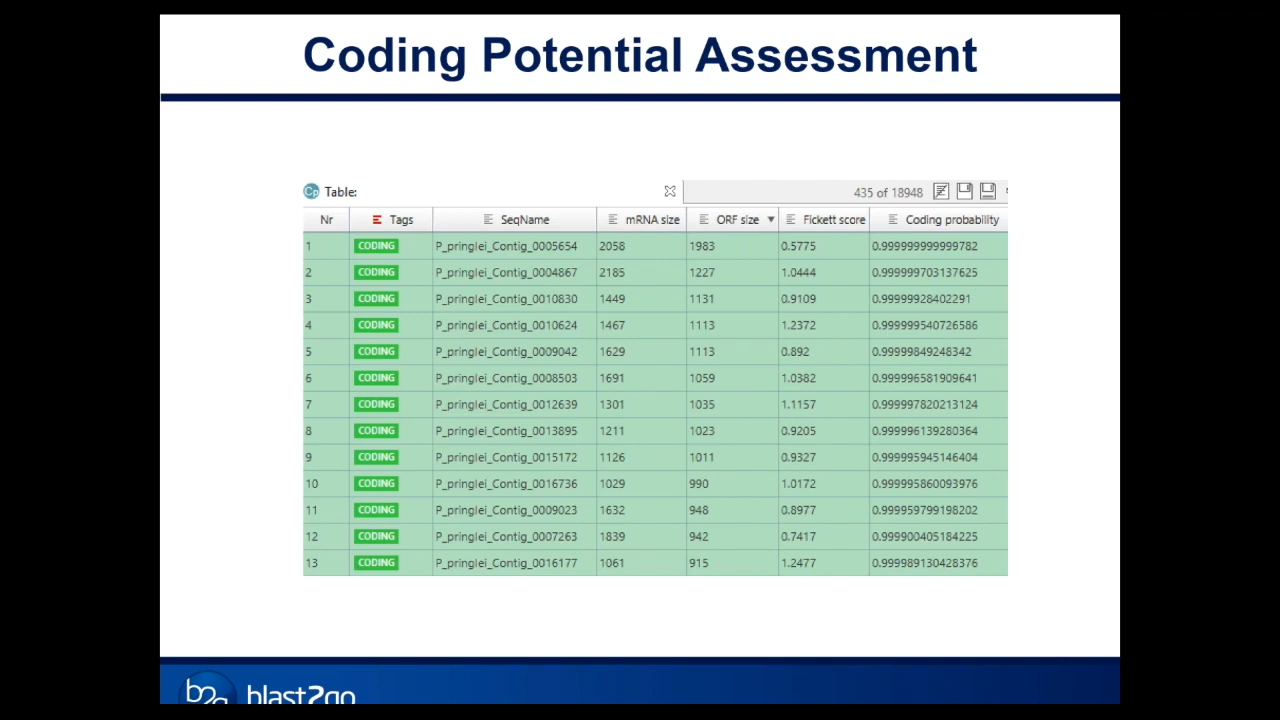 Coding Potential Assessment
Cp Table: 435 of 18948
Nr Tags SeqName mRNA size ORF size Fickett score Coding probability
1 CODING P_pringlei_Contig_0005654 2058 1983 0.5775 0.999999999999782
2 CODING P_pringlei_Contig_0004867 2185 1227 1.0444 0.999999703137625
3 CODING P_pringlei_Contig_0010830 1449 1131 0.9109 0.99999928402291
4 CODING P_pringlei_Contig_0010624 1467 1113 1.2372 0.999999540726586
5 CODING P_pringlei_Contig_0009042 1629 1113 0.892 0.99999849248342
6 CODING P_pringlei_Contig_0008503 1691 1059 1.0382 0.999996581909641
7 CODING P_pringlei_Contig_0012639 1301 1035 1.1157 0.999997820213124
8 CODING P_pringlei_Contig_0013895 1211 1023 0.9205 0.999996139280364
9 CODING P_pringlei_Contig_0015172 1126 1011 0.9327 0.999995945146404
10 CODING P_pringlei_Contig_0016736 1029 990 1.0172 0.999995860093976
11 CODING P_pringlei_Contig_0009023 1632 948 0.8977 0.999959799198202
12 CODING P_pringlei_Contig_0007263 1839 942 0.7417 0.999900405184225
13 CODING P_pringlei_Contig_0016177 1061 915 1.2477 0.999989130428376
b2g blast2go